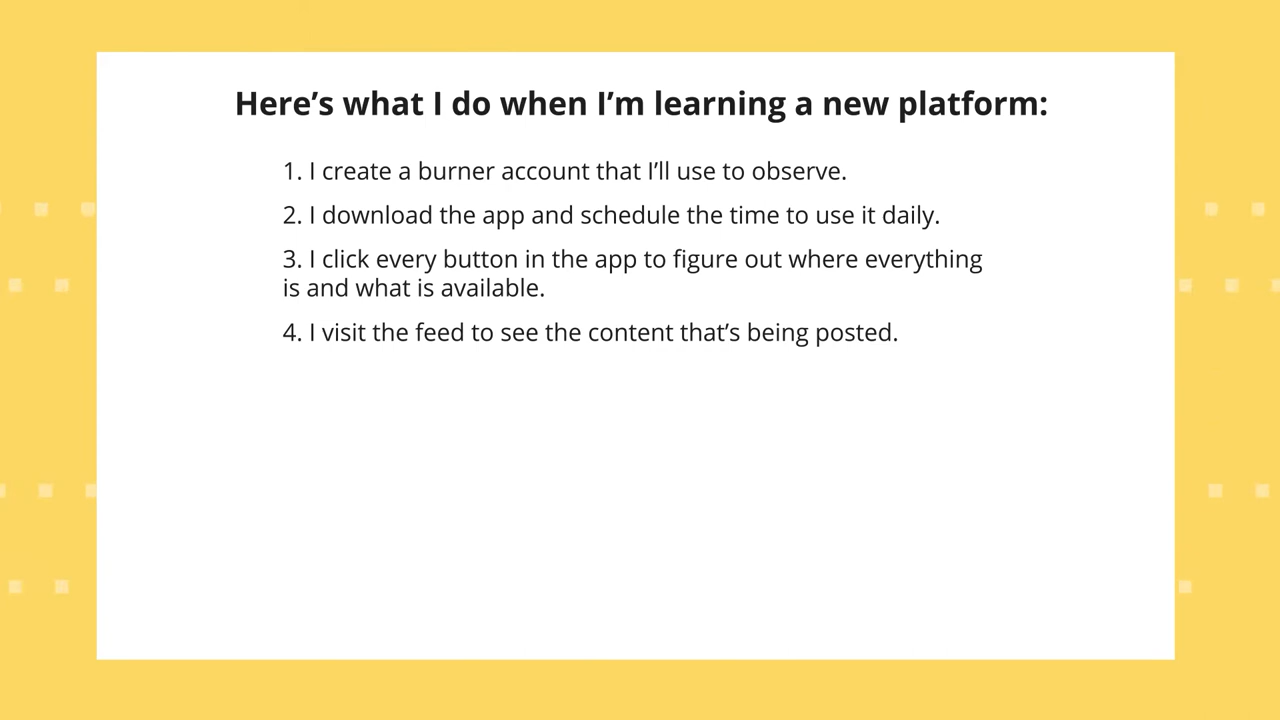 Here’s what I do when I’m learning a new platform:
1. I create a burner account that I’ll use to observe.
2. I download the app and schedule the time to use it daily.
3. I click every button in the app to figure out where everything
is and what is available.
4. I visit the feed to see the content that’s being posted.